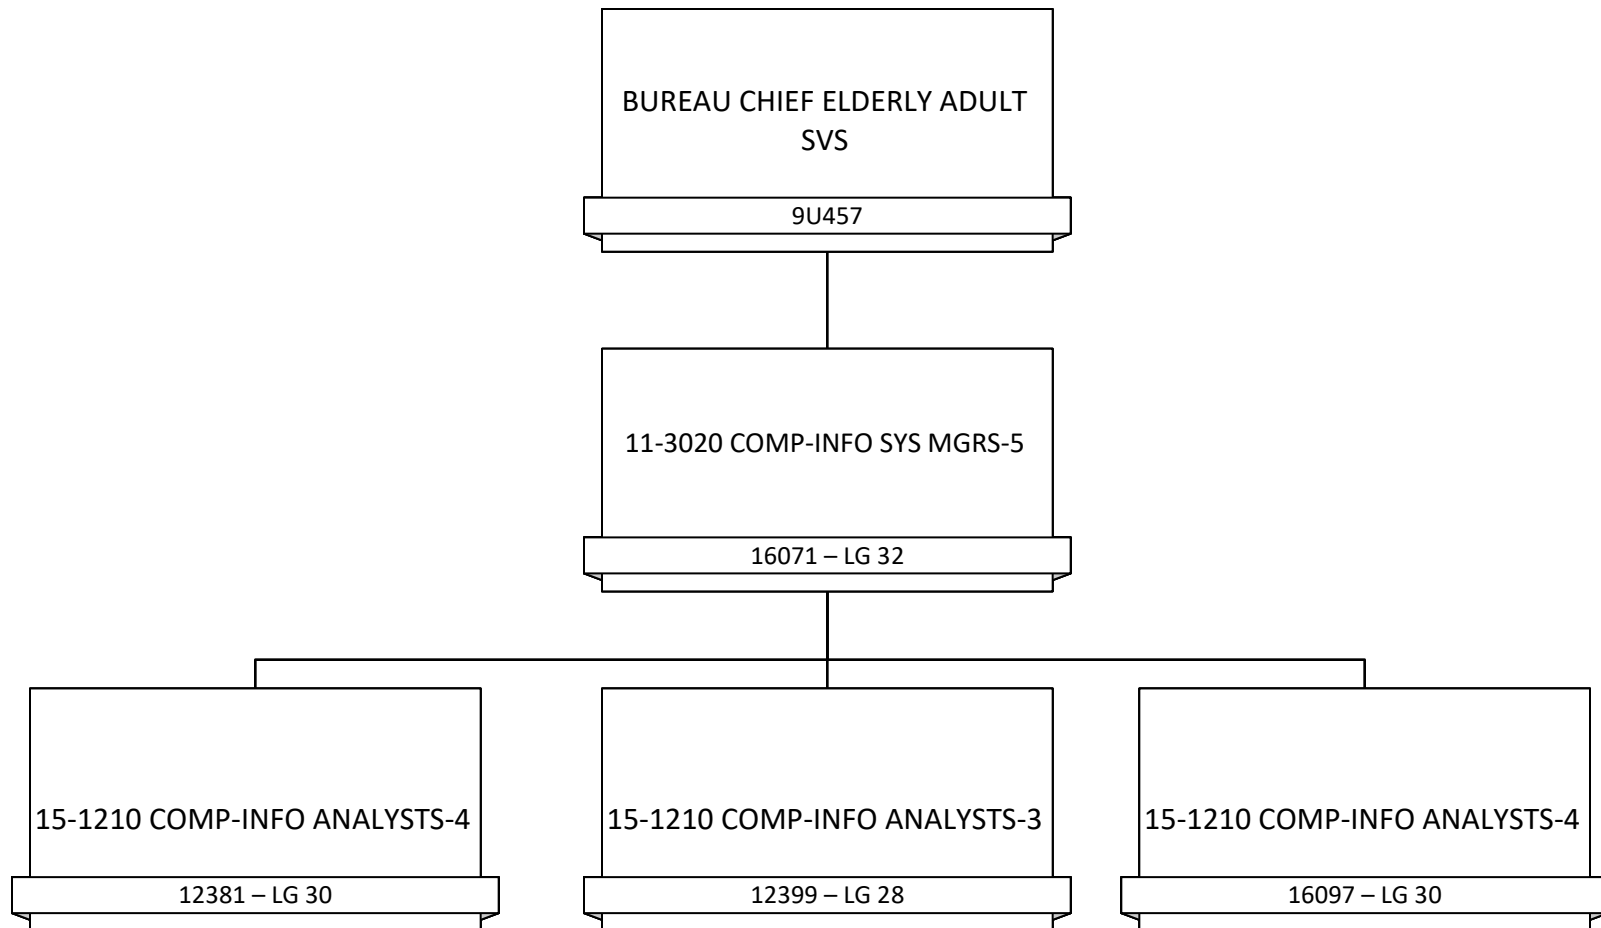 BUREAU CHIEF ELDERLY ADULT
SVS
9U457
11-3020 COMP-INFO SYS MGRS-5
16071 – LG 32
15-1210 COMP-INFO ANALYSTS-4
12381 – LG 30
15-1210 COMP-INFO ANALYSTS-3
12399 – LG 28
15-1210 COMP-INFO ANALYSTS-4
16097 – LG 30